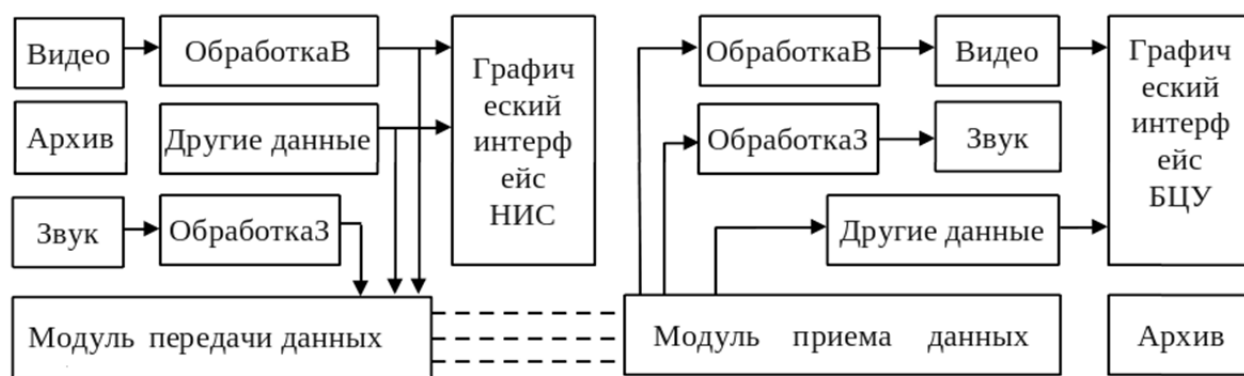 Видео
ОбработкаВ
Графич
еский
интерф
ейс
НИС
Архив
Другие данные
Звук
ОбработкаЗ
Модуль передачи данных
ОбработкаВ
Видео
Графич
еский
интерф
ейс
БЦУ
ОбработкаЗ
Звук
Другие данные
Модуль приема данных
Архив